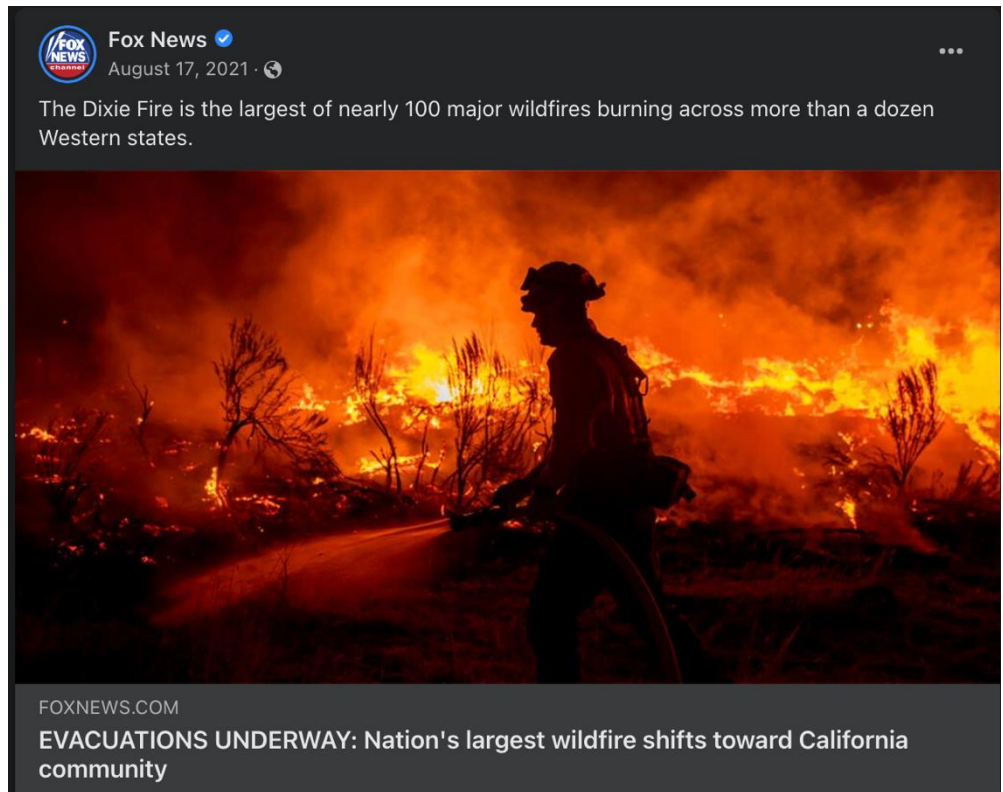 FOX
NEWS
channel
Fox News
August 17, 2021 ·
The Dixie Fire is the largest of nearly 100 major wildfires burning across more than a dozen
Western states.
FOXNEWS.COM
EVACUATIONS UNDERWAY: Nation's largest wildfire shifts toward California
community